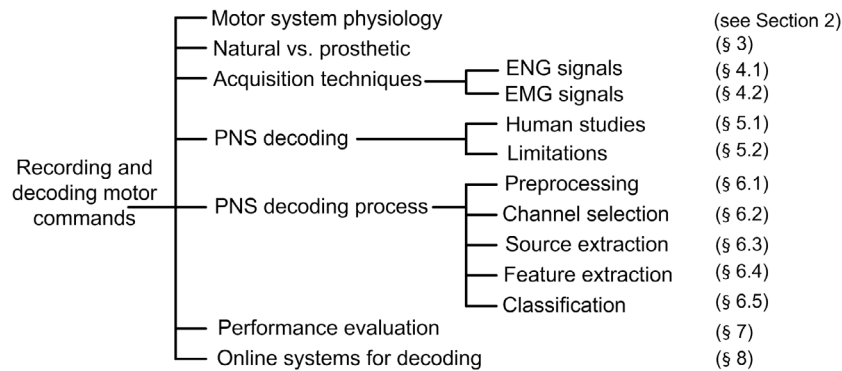 Motor system physiology (see Section 2)
Natural vs. prosthetic (§ 3)
Acquisition techniques
ENG signals (§ 4.1)
EMG signals (§ 4.2)
PNS decoding
Human studies (§ 5.1)
Limitations (§ 5.2)
Recording and
decoding motor
commands
PNS decoding process
Preprocessing (§ 6.1)
Channel selection (§ 6.2)
Source extraction (§ 6.3)
Feature extraction (§ 6.4)
Classification (§ 6.5)
Performance evaluation (§ 7)
Online systems for decoding (§ 8)